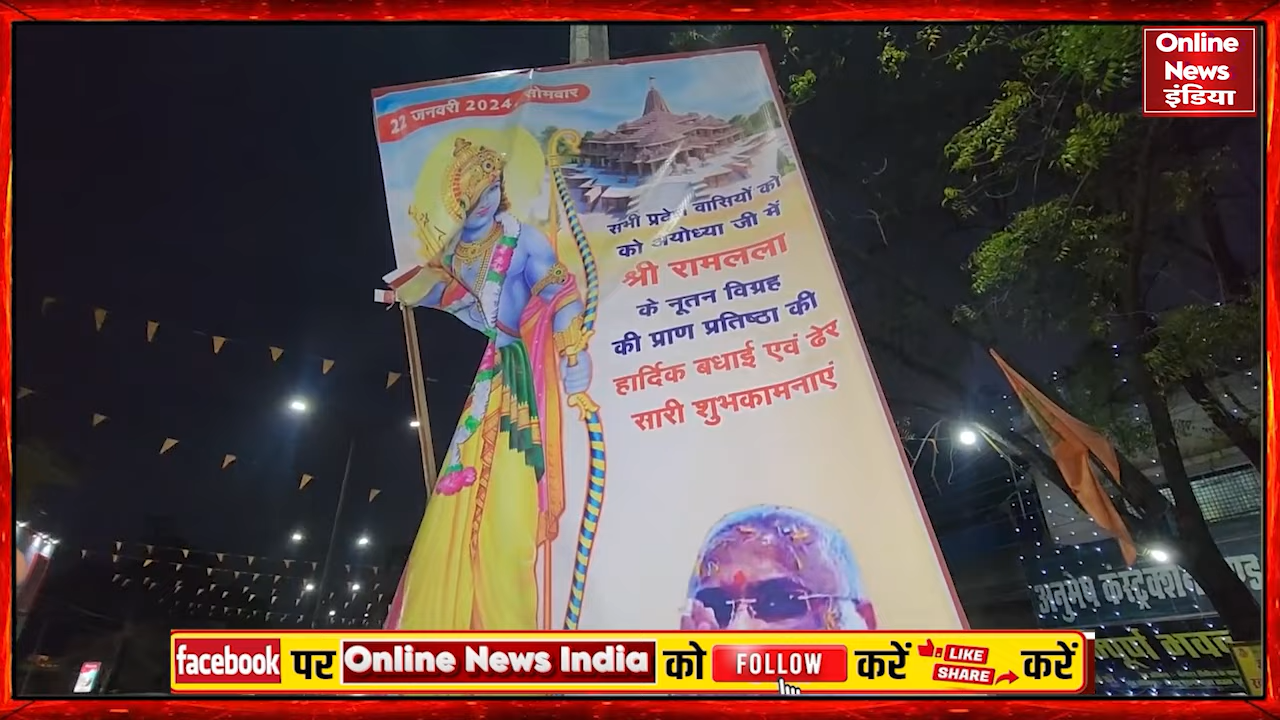 Online
News
इंडिया
22 जनवरी 2024, सोमवार
सभी प्रदेश वासियों को
को अयोध्या जी में
श्री रामलला
के नूतन विग्रह
की प्राण प्रतिष्ठा की
हार्दिक बधाई एवं ढेर
सारी शुभकामनाएं
अनुमेष कंस्ट्रक्शन
facebook पर Online News India को FOLLOW करें LIKE SHARE करें